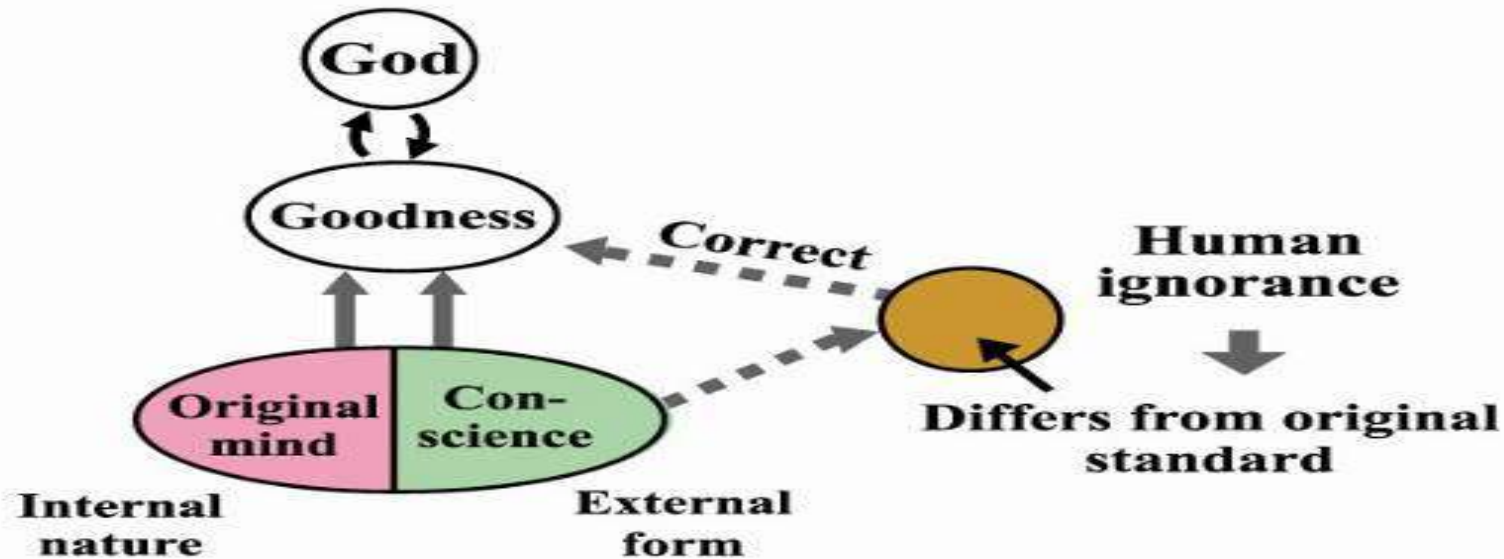 God
Goodness
Correct
Human
ignorance
Original
mind
Con-
science
Differs from original
standard
Internal
nature
External
form